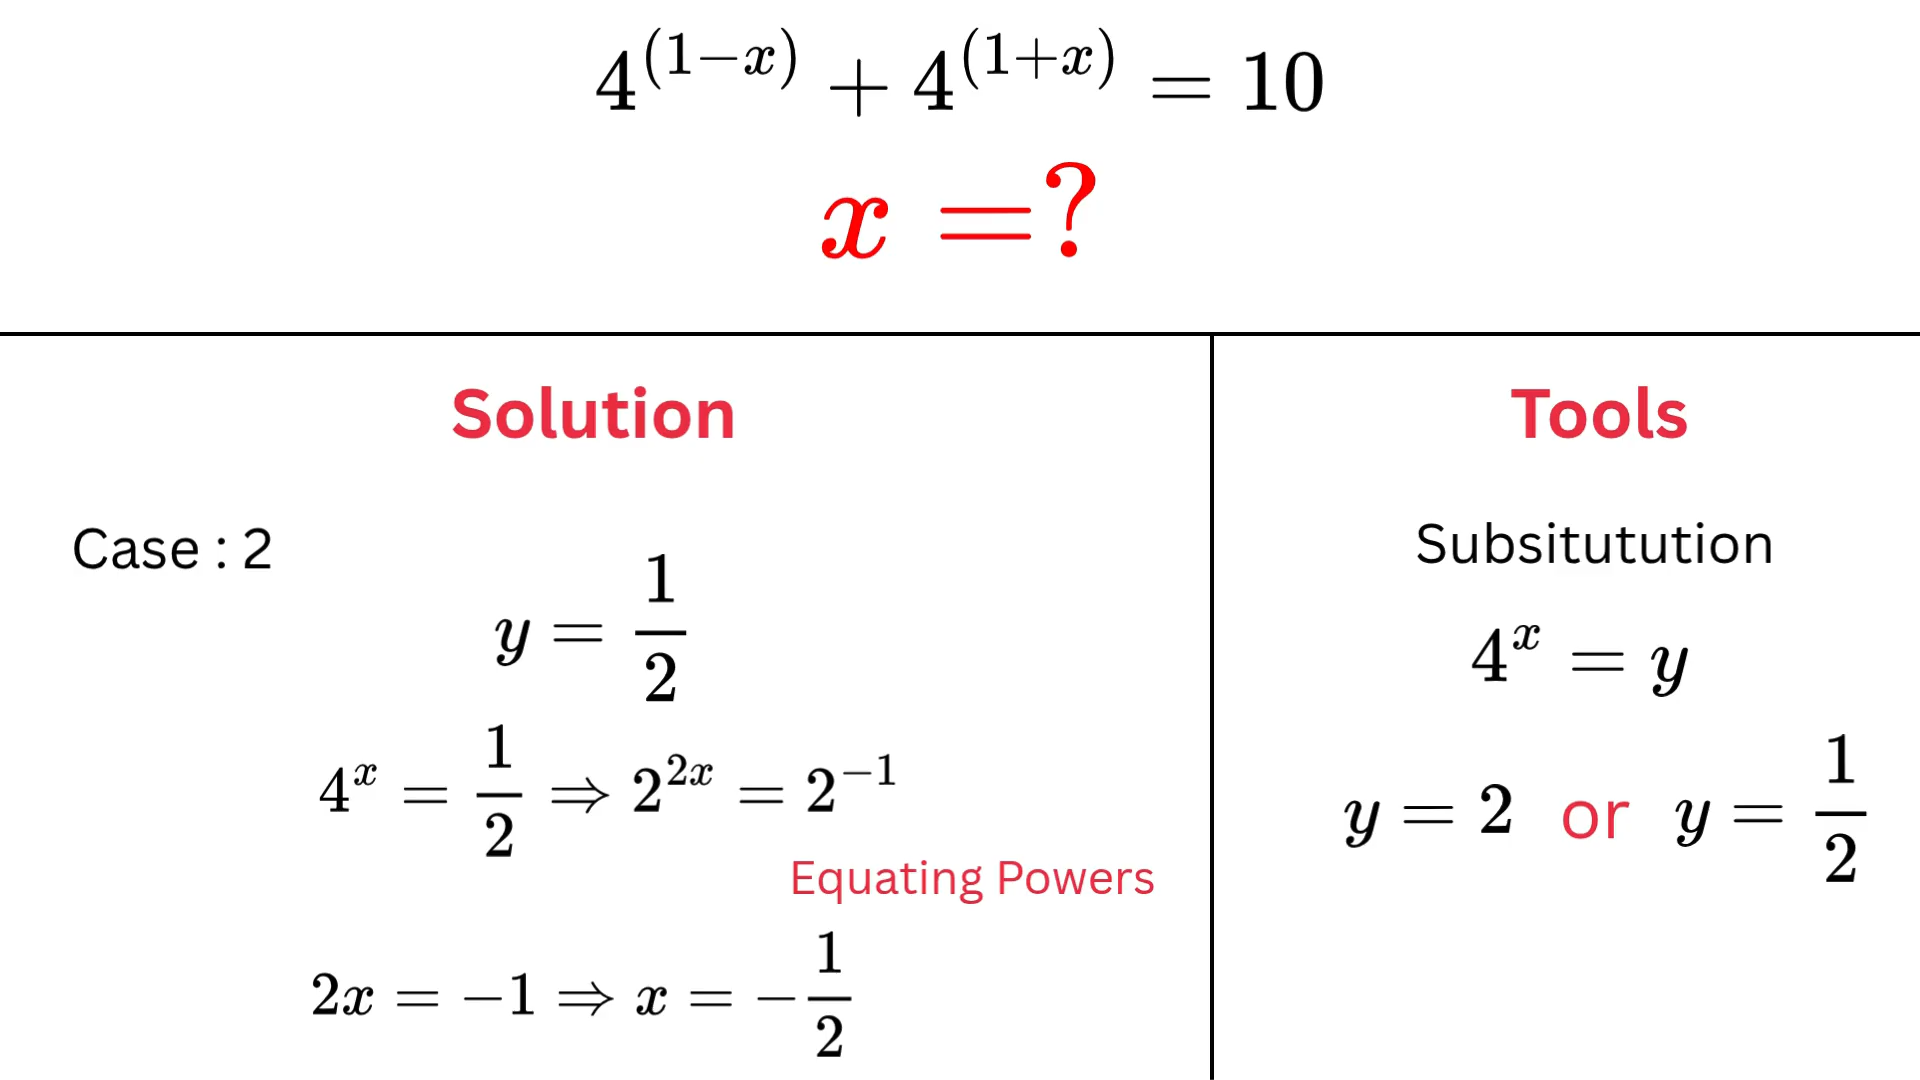 4^(1−x) + 4^(1+x) = 10
x =?
Solution
Case : 2
y = 1/2
4^x = 1/2 ⇒ 2^2x = 2^−1
Equating Powers
2x = −1 ⇒ x = −1/2
Tools
Subsitutution
4^x = y
y = 2 or y = 1/2